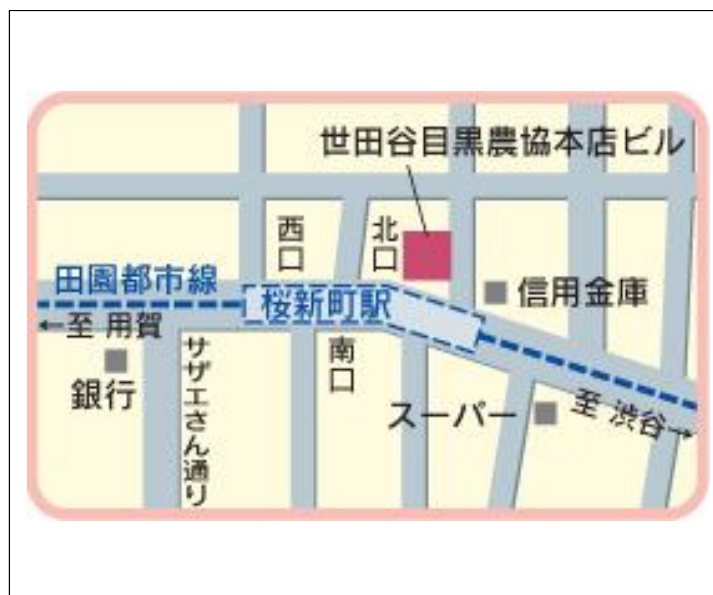 世田谷目黒農協本店ビル
西口
北口
田園都市線
桜新町駅
信用金庫
←至 用賀
南口
銀行
サザエさん通り
スーパー
至 渋谷→